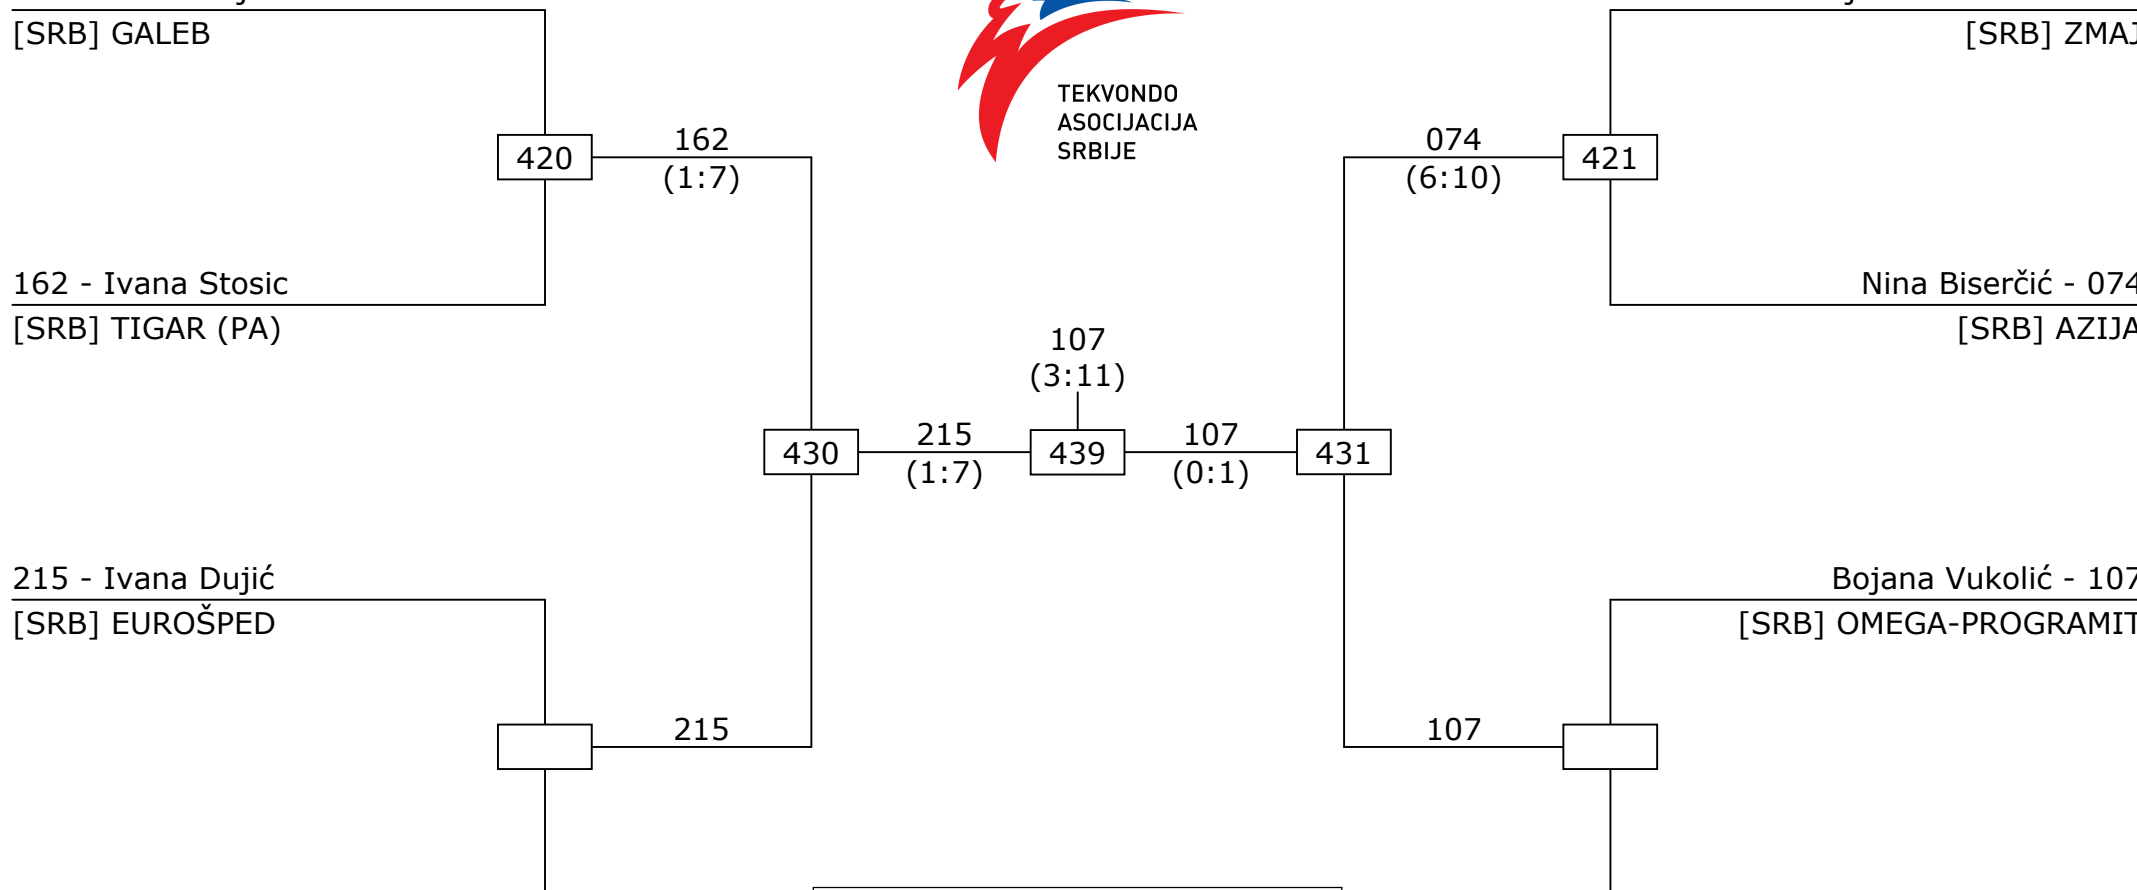 [SRB] GALEB
[SRB] ZMAJ
TEKVONDO
ASOCIJACIJA
SRBIJE
420
162
(1:7)
074
(6:10)
421
162 - Ivana Stosic
[SRB] TIGAR (PA)
Nina Biserčić - 074
[SRB] AZIJA
107
(3:11)
430
215
(1:7)
439
107
(0:1)
431
215 - Ivana Dujić
[SRB] EUROŠPED
Bojana Vukolić - 107
[SRB] OMEGA-PROGRAMIT
215
107